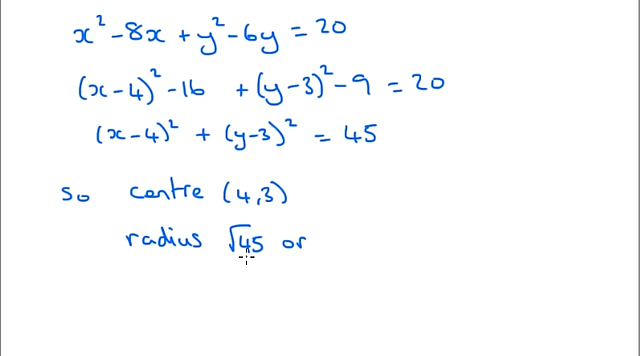 x² - 8x + y² - 6y = 20
(x - 4)² - 16 + (y - 3)² - 9 = 20
(x - 4)² + (y - 3)² = 45
so centre (4,3)
radius √45 or